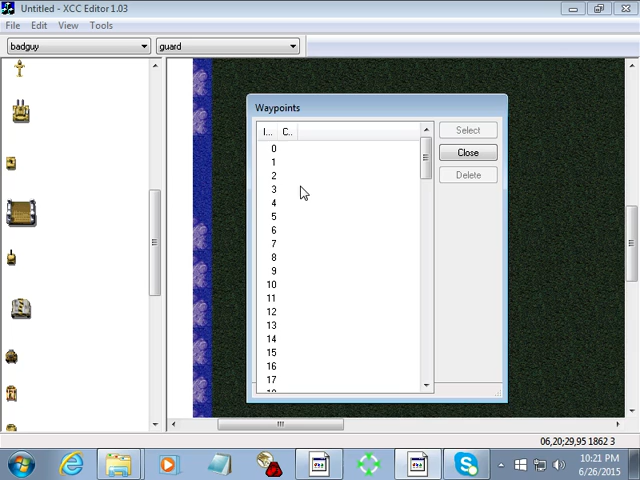 Untitled - XCC Editor 1.03
File Edit View Tools
badguy guard
Waypoints
I... C..
0
1
2
3
4
5
6
7
8
9
10
11
12
13
14
15
16
17
Select
Close
Delete
06,20;29,95 1862 3
10:21 PM
6/26/2015